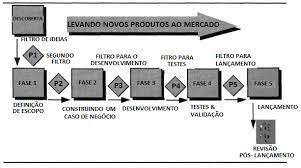 DESCOBERTA
LEVANDO NOVOS PRODUTOS AO MERCADO
FILTRO DE IDEIAS
P1
SEGUNDO
FILTRO
FILTRO PARA O
DESENVOLVIMENTO
FILTRO PARA
TESTES
FILTRO PARA
LANÇAMENTO
FASE 1
P2
FASE 2
P3
FASE 3
P4
FASE 4
P5
FASE 5
DEFINIÇÃO
DE ESCOPO
CONSTRUINDO UM
CASO DE NEGÓCIO
DESENVOLVIMENTO
TESTES &
VALIDAÇÃO
LANÇAMENTO
REVISÃO
PÓS- LANÇAMENTO